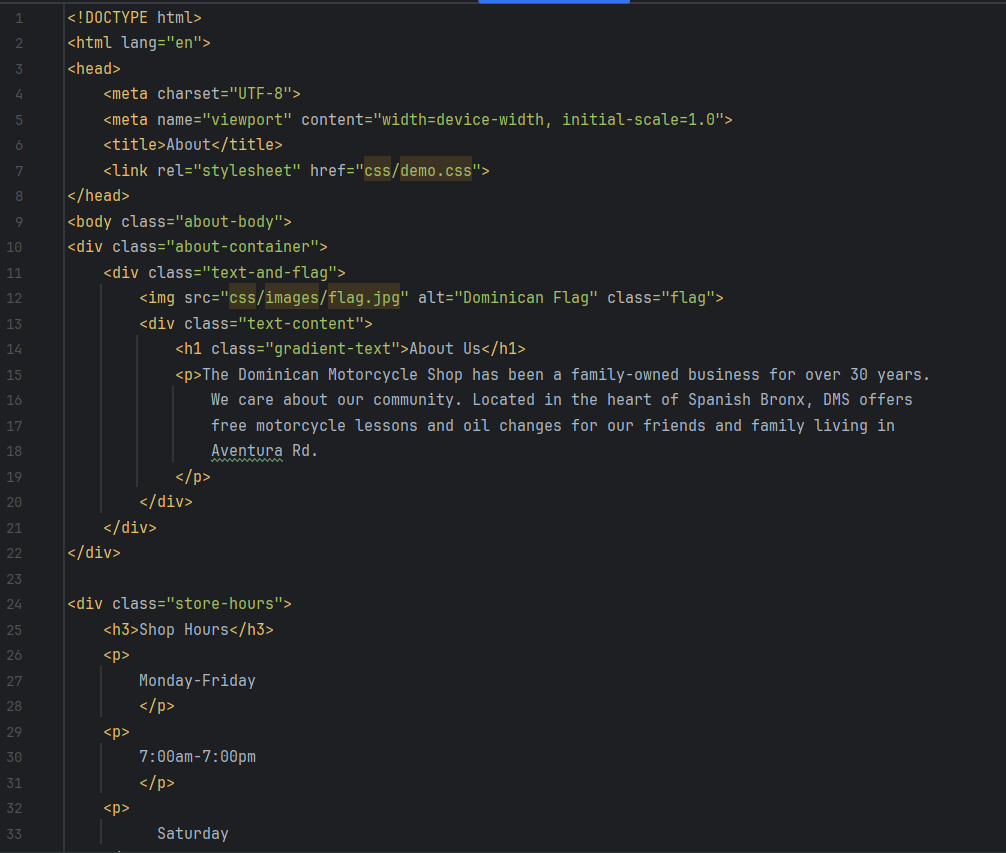 1 <!DOCTYPE html>
2 <html lang="en">
3 <head>
4     <meta charset="UTF-8">
5     <meta name="viewport" content="width=device-width, initial-scale=1.0">
6     <title>About</title>
7     <link rel="stylesheet" href="css/demo.css">
8 </head>
9 <body class="about-body">
10 <div class="about-container">
11     <div class="text-and-flag">
12         <img src="css/images/flag.jpg" alt="Dominican Flag" class="flag">
13         <div class="text-content">
14             <h1 class="gradient-text">About Us</h1>
15             <p>The Dominican Motorcycle Shop has been a family-owned business for over 30 years.
16                 We care about our community. Located in the heart of Spanish Bronx, DMS offers
17                 free motorcycle lessons and oil changes for our friends and family living in
18                 Aventura Rd.
19             </p>
20         </div>
21     </div>
22 </div>
23
24 <div class="store-hours">
25     <h3>Shop Hours</h3>
26     <p>
27         Monday-Friday
28         </p>
29     <p>
30         7:00am-7:00pm
31         </p>
32     <p>
33           Saturday